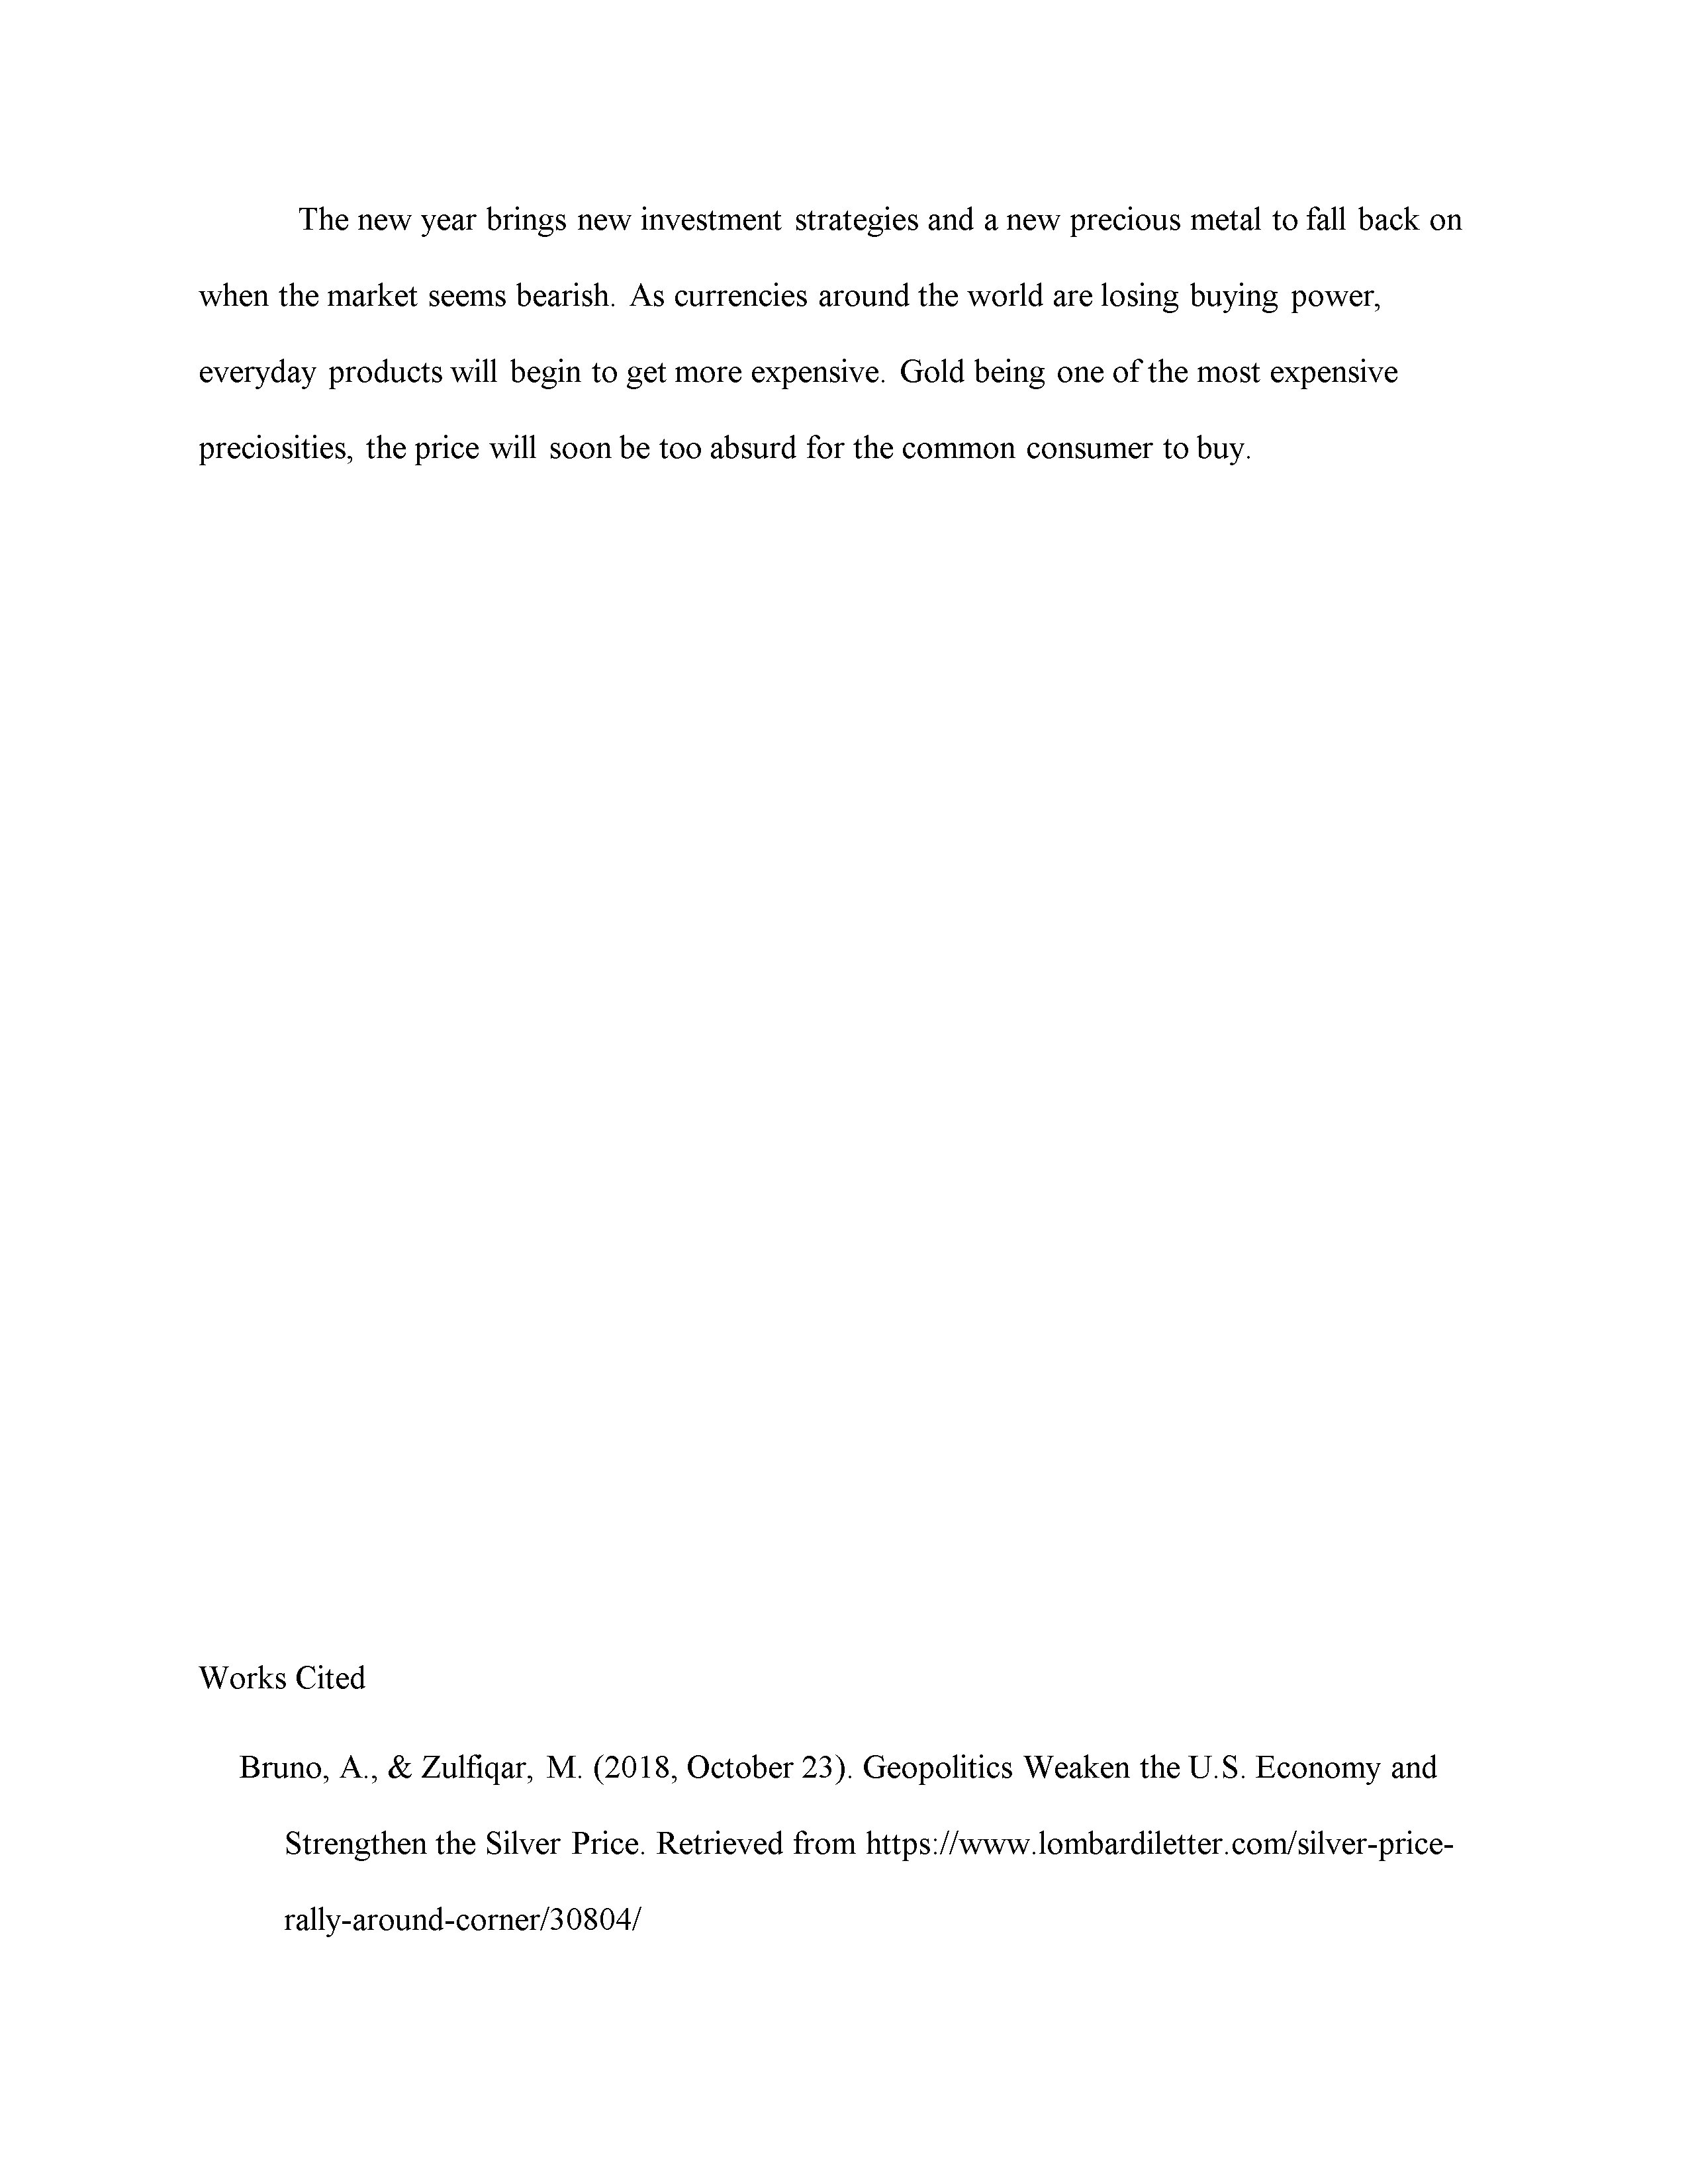 The new year brings new investment strategies and a new precious metal to fall back on
when the market seems bearish. As currencies around the world are losing buying power,
everyday products will begin to get more expensive. Gold being one of the most expensive
preciosities, the price will soon be too absurd for the common consumer to buy.
Works Cited
Bruno, A., & Zulfiqar, M. (2018, October 23). Geopolitics Weaken the U.S. Economy and
Strengthen the Silver Price. Retrieved from https://www.lombardiletter.com/silver-price-
rally-around-corner/30804/